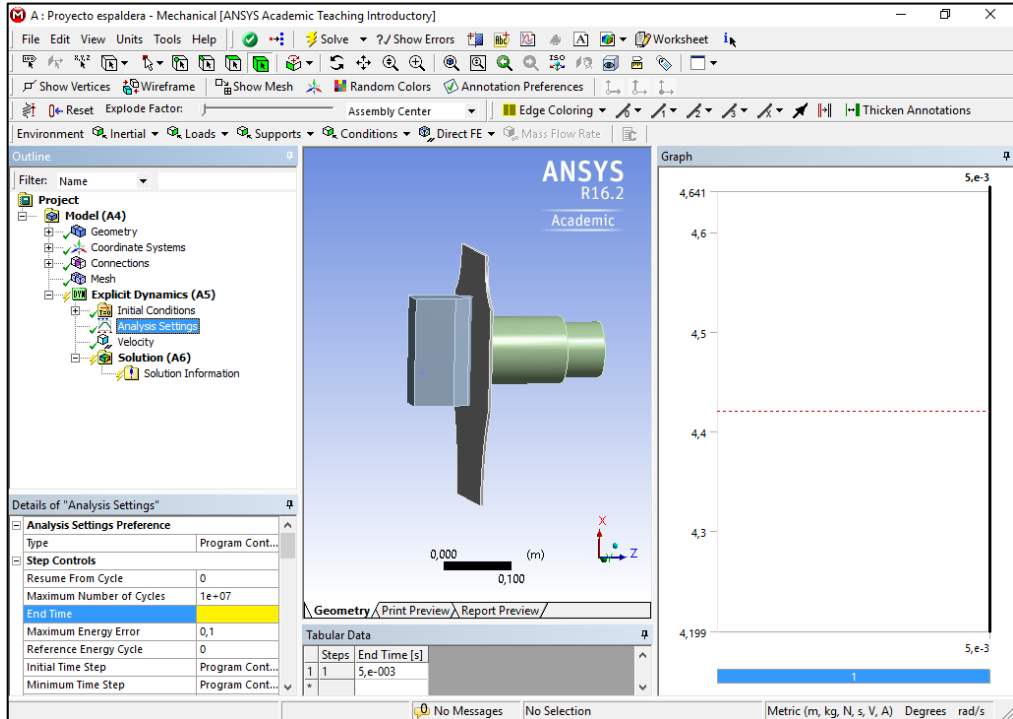 A : Proyecto espaldera - Mechanical [ANSYS Academic Teaching Introductory]
File Edit View Units Tools Help Solve ?/ Show Errors Worksheet
Show Vertices Wireframe Show Mesh Random Colors Annotation Preferences
Reset Explode Factor: Assembly Center Edge Coloring Thicken Annotations
Environment Inertial Loads Supports Conditions Direct FE Mass Flow Rate
Outline
Filter: Name
Project
Model (A4)
Geometry
Coordinate Systems
Connections
Mesh
Explicit Dynamics (A5)
Initial Conditions
Analysis Settings
Velocity
Solution (A6)
Solution Information
Details of "Analysis Settings"
Analysis Settings Preference
Type Program Cont...
Step Controls
Resume From Cycle 0
Maximum Number of Cycles 1e+07
End Time
Maximum Energy Error 0,1
Reference Energy Cycle 0
Initial Time Step Program Cont...
Minimum Time Step Program Cont...
ANSYS
R16.2
Academic
X
Z
0,000 (m)
0,100
Geometry Print Preview Report Preview
Tabular Data
Steps End Time [s]
1 1 5,e-003
*
Graph
5,e-3
4,641
4,6
4,5
4,4
4,3
4,199
5,e-3
1
No Messages No Selection Metric (m, kg, N, s, V, A) Degrees rad/s